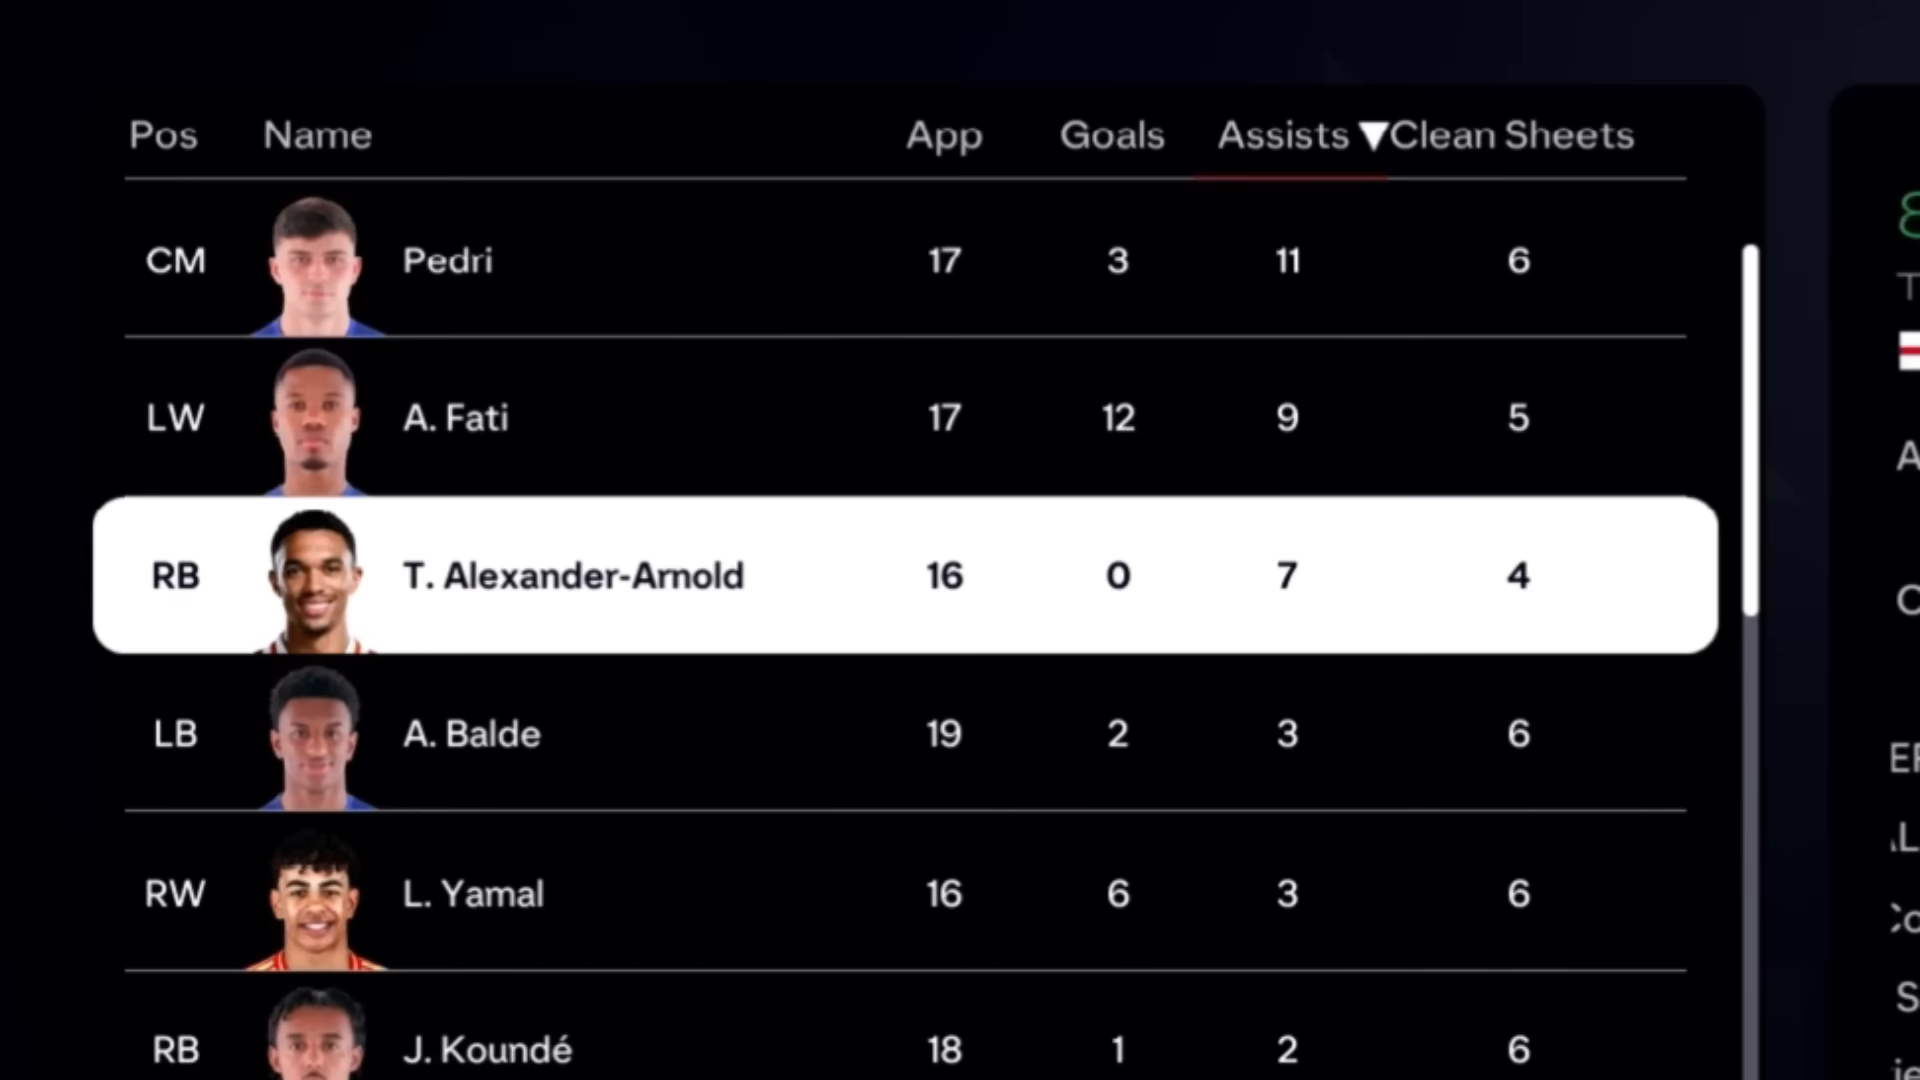 Pos Name App Goals Assists ▼Clean Sheets
CM Pedri 17 3 11 6
LW A. Fati 17 12 9 5
RB T. Alexander-Arnold 16 0 7 4
LB A. Balde 19 2 3 6
RW L. Yamal 16 6 3 6
RB J. Koundé 18 1 2 6